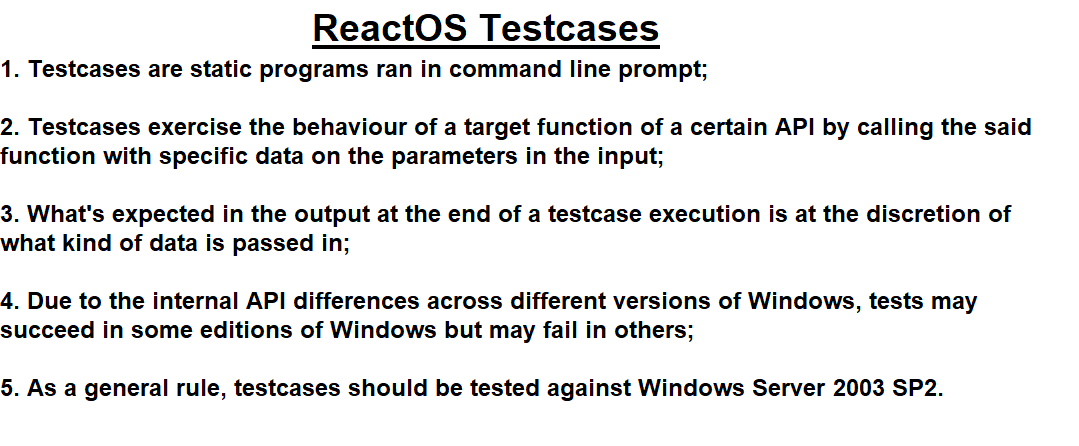 ReactOS Testcases
1. Testcases are static programs ran in command line prompt;
2. Testcases exercise the behaviour of a target function of a certain API by calling the said
function with specific data on the parameters in the input;
3. What's expected in the output at the end of a testcase execution is at the discretion of
what kind of data is passed in;
4. Due to the internal API differences across different versions of Windows, tests may
succeed in some editions of Windows but may fail in others;
5. As a general rule, testcases should be tested against Windows Server 2003 SP2.